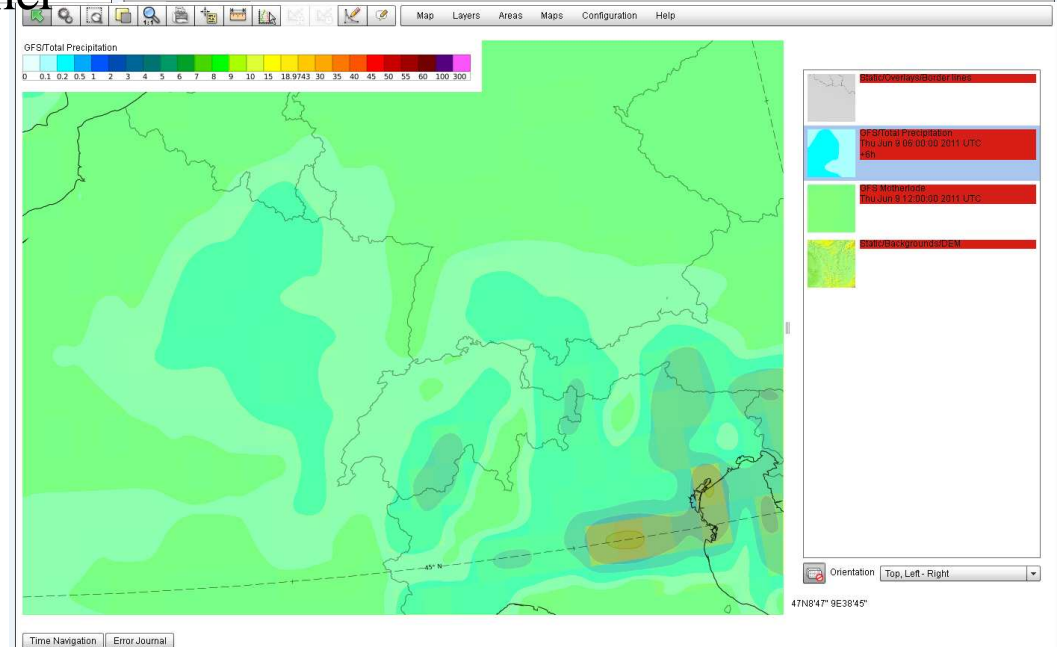 1:1
Map Layers Areas Maps Configuration Help
GFS/Total Precipitation
0 0.1 0.2 0.5 1 2 3 4 5 6 7 8 9 10 15 18.9743 30 35 40 45 50 55 60 100 300
Static/Overlays/Border lines
GFS/Total Precipitation
Thu Jun 9 06:00:00 2011 UTC
+6h
GFS Motherlode
Thu Jun 9 12:00:00 2011 UTC
Static/Backgrounds/DEM
45° N
Orientation Top, Left - Right
47N8'47" 9E38'45"
Time Navigation Error Journal